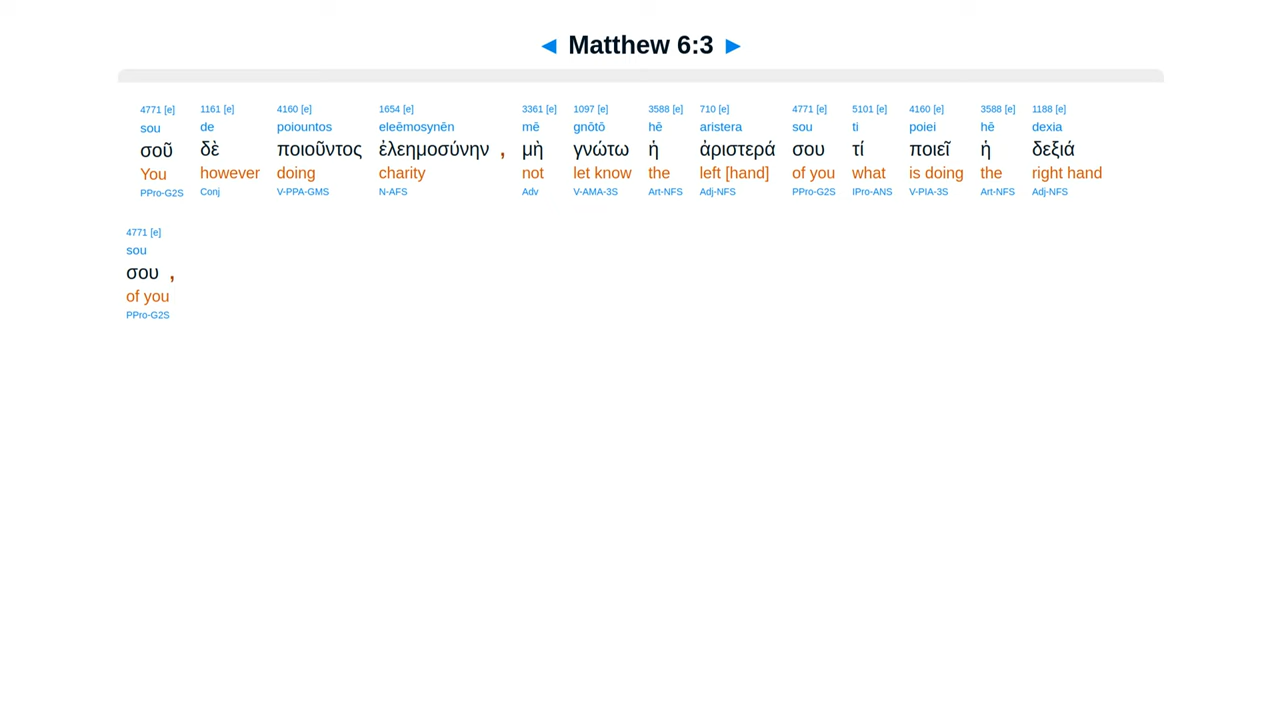 ◄ Matthew 6:3 ►
4771 [e] 1161 [e] 4160 [e] 1654 [e] 3361 [e] 1097 [e] 3588 [e] 710 [e] 4771 [e] 5101 [e] 4160 [e] 3588 [e] 1188 [e]
sou de poiountos eleēmosynēn mē gnōtō hē aristera sou ti poiei hē dexia
σοῦ δὲ ποιοῦντος ἐλεημοσύνην , μὴ γνώτω ἡ ἀριστερά σου τί ποιεῖ ἡ δεξιά
You however doing charity not let know the left [hand] of you what is doing the right hand
PPro-G2S Conj V-PPA-GMS N-AFS Adv V-AMA-3S Art-NFS Adj-NFS PPro-G2S IPro-ANS V-PIA-3S Art-NFS Adj-NFS
4771 [e]
sou
σου ,
of you
PPro-G2S